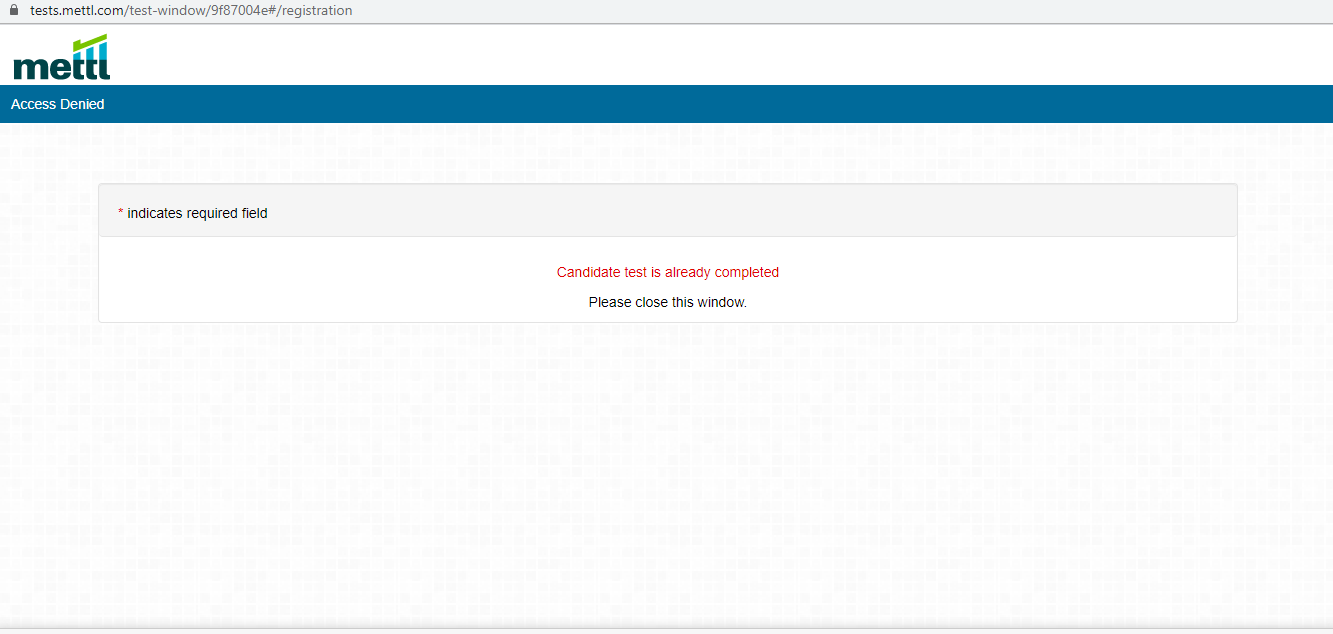 tests.mettl.com/test-window/9f87004e#/registration
mettl
Access Denied
* indicates required field
Candidate test is already completed
Please close this window.